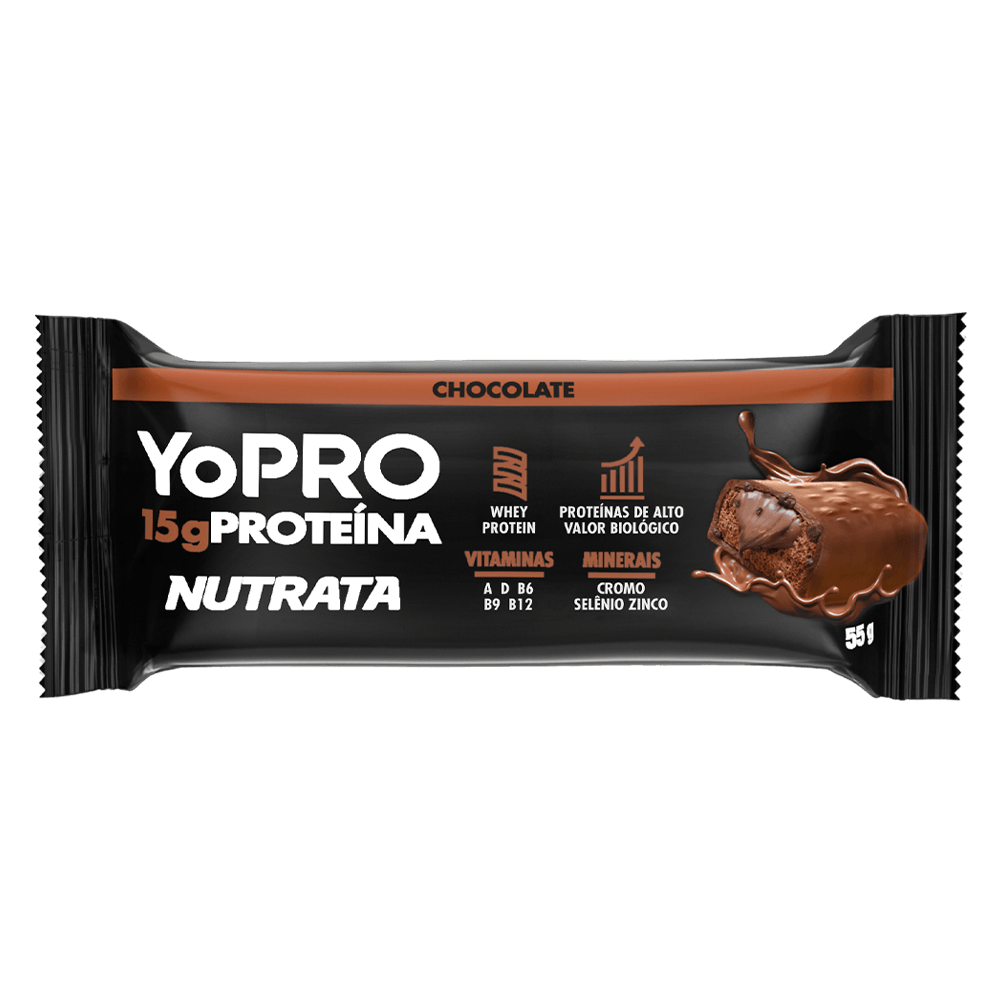 CHOCOLATE
YoPRO
15gPROTEÍNA
NUTRATA
WHEY
PROTEIN
PROTEÍNAS DE ALTO
VALOR BIOLÓGICO
VITAMINAS
A D B6
B9 B12
MINERAIS
CROMO
SELÊNIO ZINCO
55g